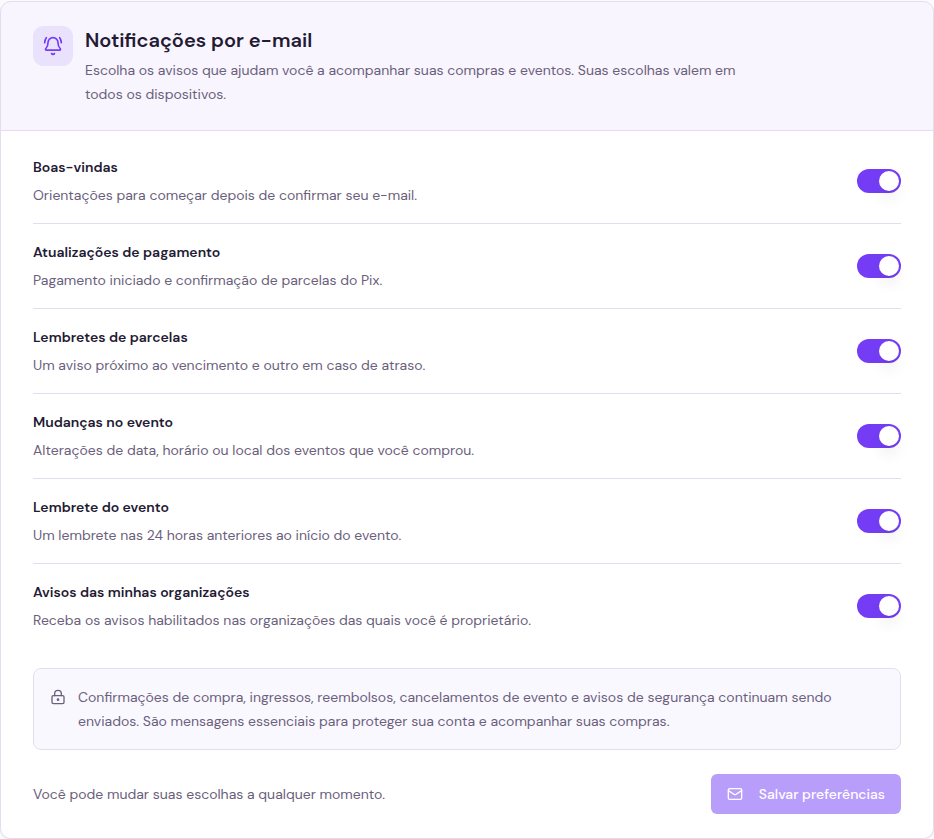 Notificações por e-mail
Escolha os avisos que ajudam você a acompanhar suas compras e eventos. Suas escolhas valem em
todos os dispositivos.
Boas-vindas
Orientações para começar depois de confirmar seu e-mail.
Atualizações de pagamento
Pagamento iniciado e confirmação de parcelas do Pix.
Lembretes de parcelas
Um aviso próximo ao vencimento e outro em caso de atraso.
Mudanças no evento
Alterações de data, horário ou local dos eventos que você comprou.
Lembrete do evento
Um lembrete nas 24 horas anteriores ao início do evento.
Avisos das minhas organizações
Receba os avisos habilitados nas organizações das quais você é proprietário.
Confirmações de compra, ingressos, reembolsos, cancelamentos de evento e avisos de segurança continuam sendo
enviados. São mensagens essenciais para proteger sua conta e acompanhar suas compras.
Você pode mudar suas escolhas a qualquer momento.
Salvar preferências